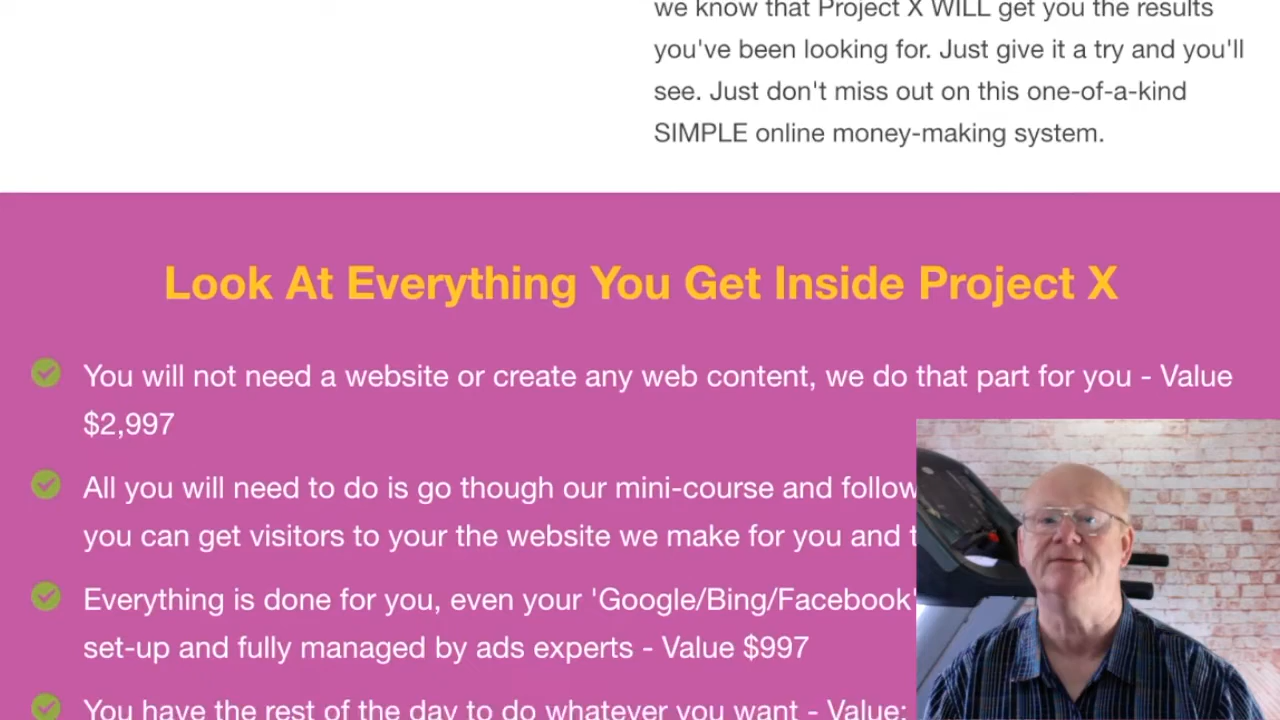 we know that Project X WILL get you the results
you've been looking for. Just give it a try and you'll
see. Just don't miss out on this one-of-a-kind
SIMPLE online money-making system.
Look At Everything You Get Inside Project X
You will not need a website or create any web content, we do that part for you - Value
$2,997
All you will need to do is go though our mini-course and follow
you can get visitors to your the website we make for you and
Everything is done for you, even your 'Google/Bing/Facebook'
set-up and fully managed by ads experts - Value $997
You have the rest of the day to do whatever you want - Value: